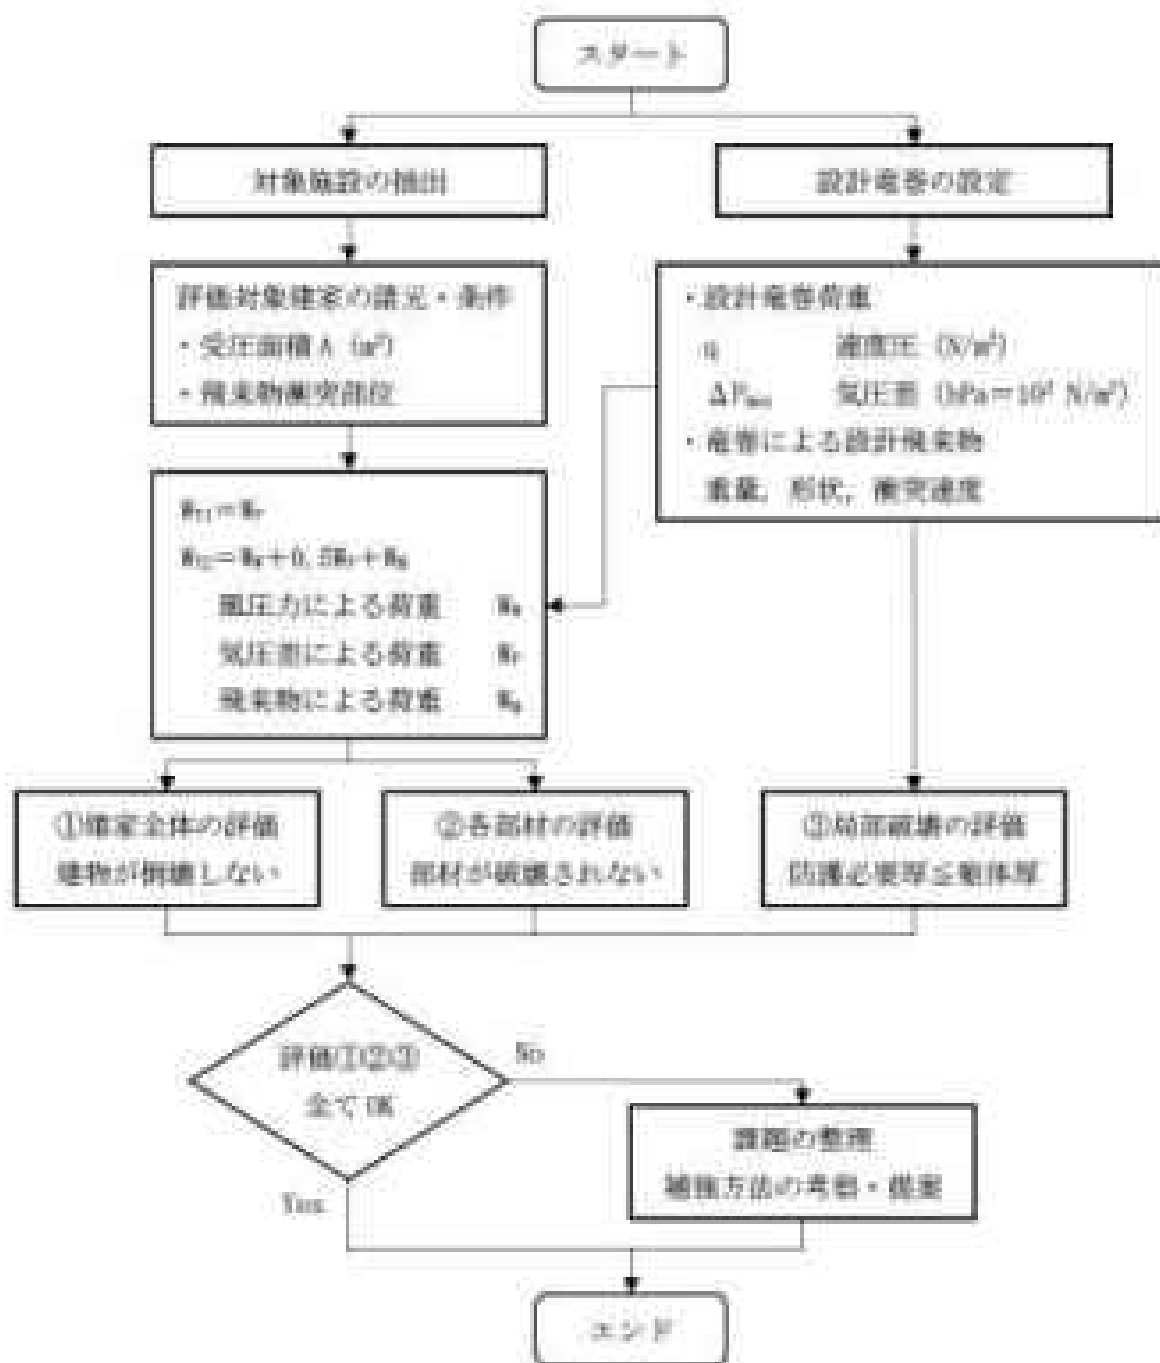 スタート
対象施設の抽出
設計竜巻の設定
評価対象建家の諸元・条件
・受圧面積A (m²)
・飛来物衝突部位
・設計竜巻荷重
q 速度圧 (N/m²)
ΔPmax 気圧差 (hPa=10² N/m²)
・竜巻による設計飛来物
重量, 形状, 衝突速度
W_T1=W_P
W_T2=W_W+0.5W_P+W_M
風圧力による荷重 W_W
気圧差による荷重 W_P
飛来物による荷重 W_M
①建家全体の評価
建物が倒壊しない
②各部材の評価
部材が破壊されない
③局部破壊の評価
防護必要厚≦躯体厚
評価①②③
全てOK
No
Yes
課題の整理
補強方法の考察・提案
エンド